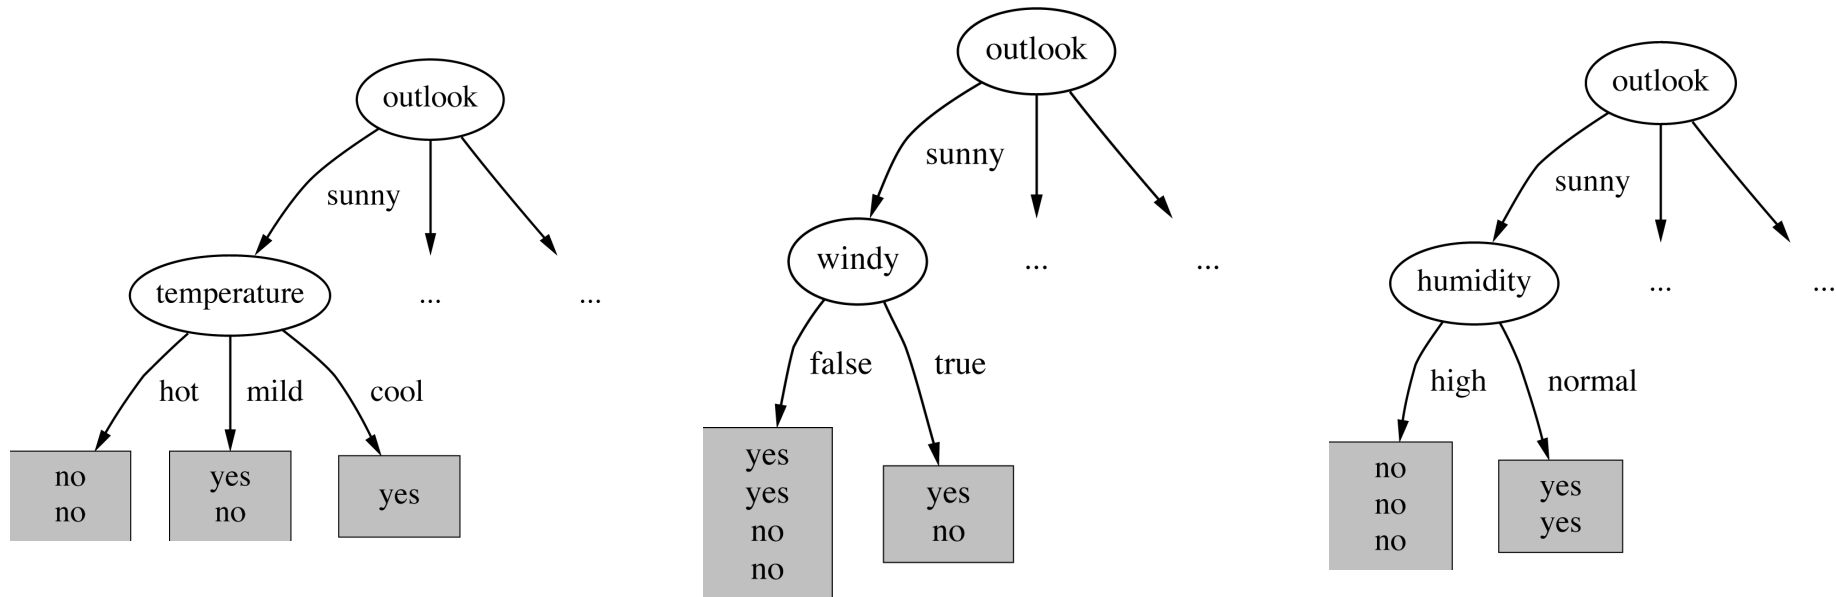 outlook
sunny
temperature
...
...
hot
mild
cool
no
no
yes
no
yes
outlook
sunny
windy
...
...
false
true
yes
yes
no
no
yes
no
outlook
sunny
humidity
...
...
high
normal
no
no
no
yes
yes